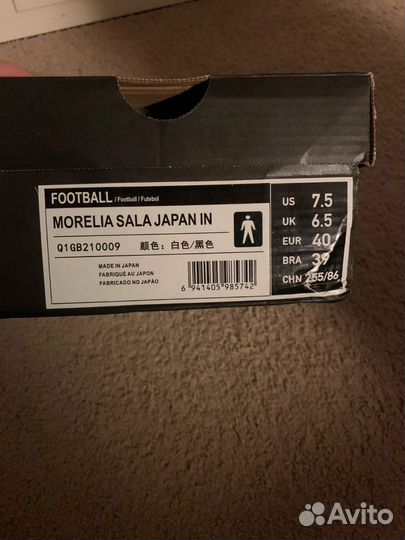 FOOTBALL / Football / Futebol
MORELIA SALA JAPAN IN
Q1GB210009 颜色：白色/黑色
MADE IN JAPAN
FABRIQUÉ AU JAPON
FABRICADO NO JAPÃO
6 941405 985742
US 7.5
UK 6.5
EUR 40
BRA 39
CHN 255/86
Avito